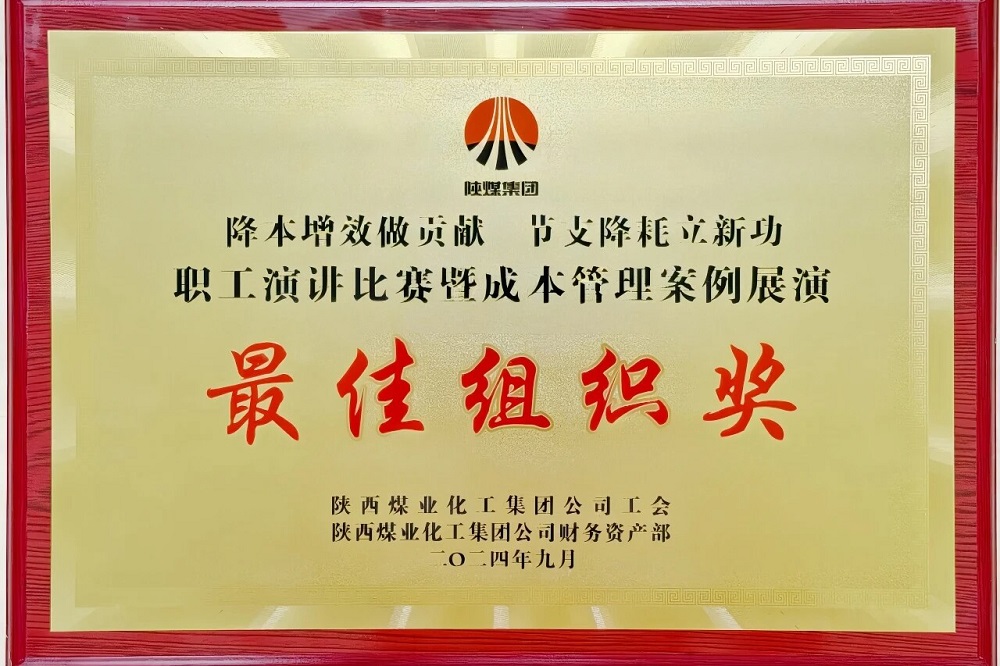 陕煤集团
降本增效做贡献 节支降耗立新功
职工演讲比赛暨成本管理案例展演
最佳组织奖
陕西煤业化工集团公司工会
陕西煤业化工集团公司财务资产部
二〇二四年九月